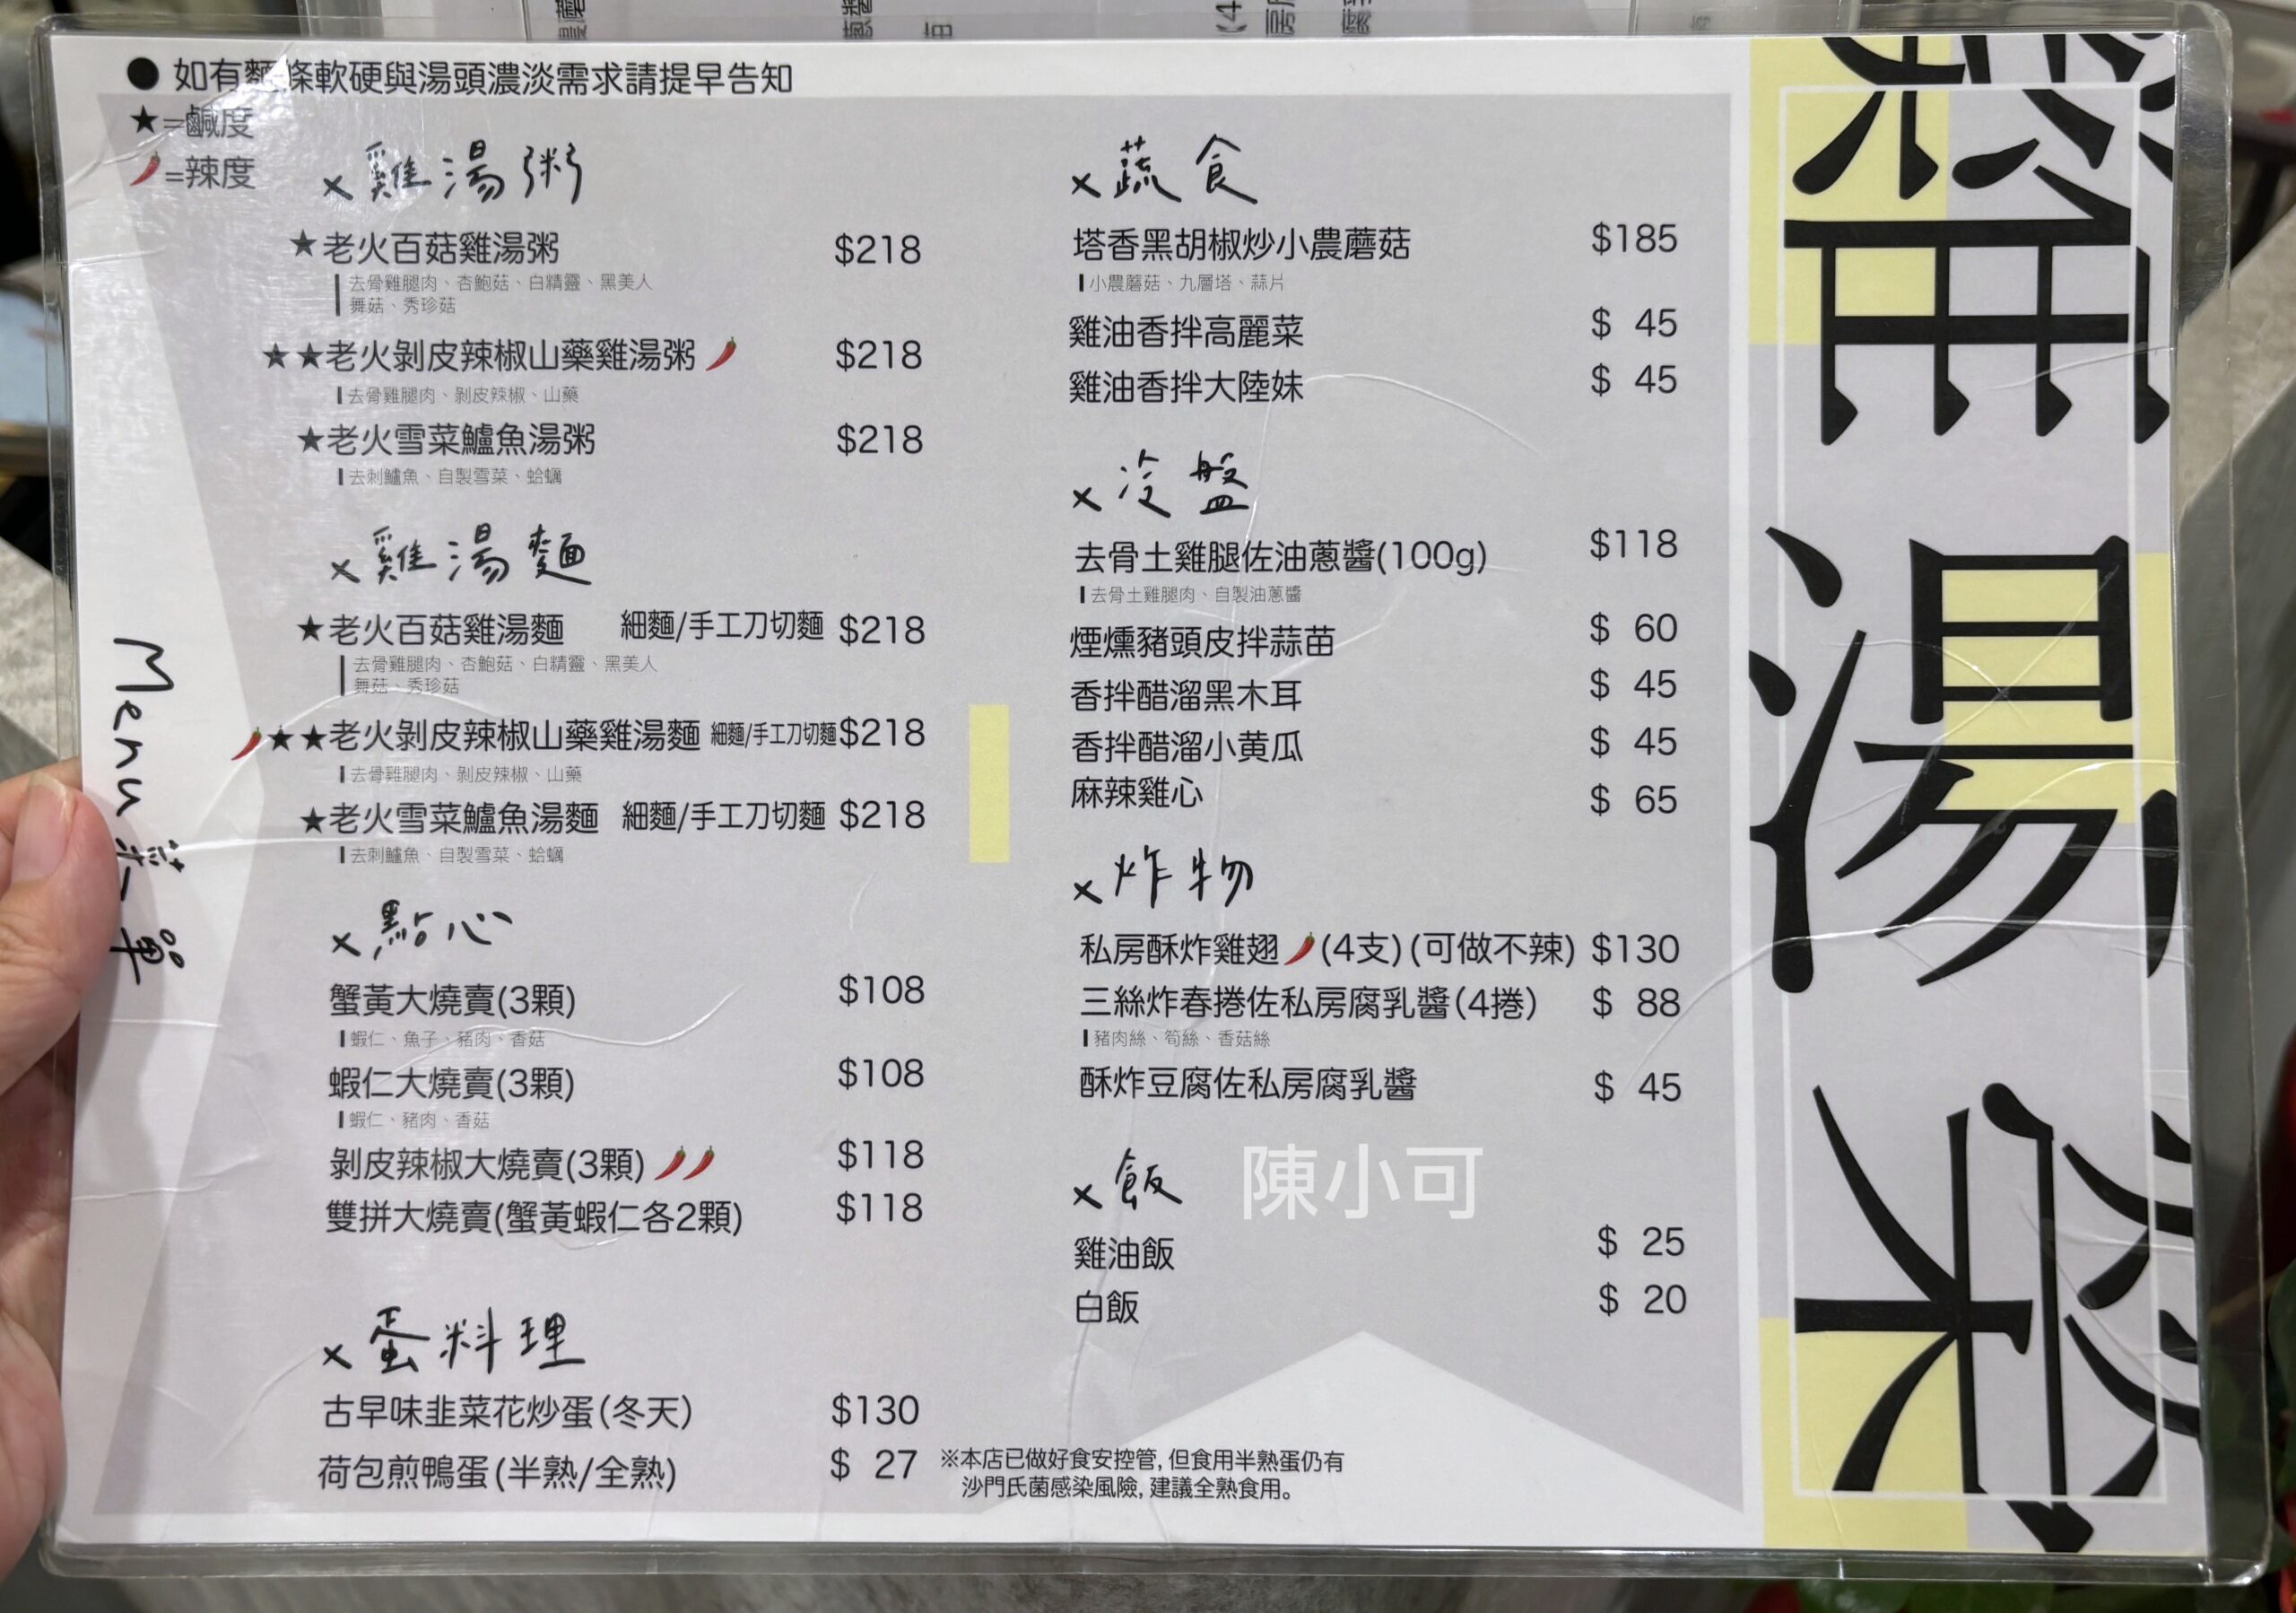 ● 如有麵條軟硬與湯頭濃淡需求請提早告知
★=鹹度
=辣度
Menu 菜單
×雞湯粥
★老火百菇雞湯粥 $218
去骨雞腿肉、杏鮑菇、白精靈、黑美人
舞菇、秀珍菇
★★老火剝皮辣椒山藥雞湯粥 $218
去骨雞腿肉、剝皮辣椒、山藥
★老火雪菜鱸魚湯粥 $218
去刺鱸魚、自製雪菜、蛤蠣
×雞湯麵
★老火百菇雞湯麵 細麵/手工刀切麵 $218
去骨雞腿肉、杏鮑菇、白精靈、黑美人
舞菇、秀珍菇
★★老火剝皮辣椒山藥雞湯麵 細麵/手工刀切麵 $218
去骨雞腿肉、剝皮辣椒、山藥
★老火雪菜鱸魚湯麵 細麵/手工刀切麵 $218
去刺鱸魚、自製雪菜、蛤蠣
×點心
蟹黃大燒賣(3顆) $108
蝦仁、魚子、豬肉、香菇
蝦仁大燒賣(3顆) $108
蝦仁、豬肉、香菇
剝皮辣椒大燒賣(3顆) $118
雙拼大燒賣(蟹黃蝦仁各2顆) $118
×蛋料理
古早味韭菜花炒蛋(冬天) $130
荷包煎鴨蛋(半熟/全熟) $ 27
※本店已做好食安控管, 但食用半熟蛋仍有
沙門氏菌感染風險, 建議全熟食用。
×蔬食
塔香黑胡椒炒小農蘑菇 $185
小農蘑菇、九層塔、蒜片
雞油香拌高麗菜 $ 45
雞油香拌大陸妹 $ 45
×冷盤
去骨土雞腿佐油蔥醬(100g) $118
去骨土雞腿肉、自製油蔥醬
煙燻豬頭皮拌蒜苗 $ 60
香拌醋溜黑木耳 $ 45
香拌醋溜小黃瓜 $ 45
麻辣雞心 $ 65
×炸物
私房酥炸雞翅(4支)(可做不辣) $130
三絲炸春捲佐私房腐乳醬(4捲) $ 88
豬肉絲、筍絲、香菇絲
酥炸豆腐佐私房腐乳醬 $ 45
×飯
陳小可
雞油飯 $ 25
白飯 $ 20
湯